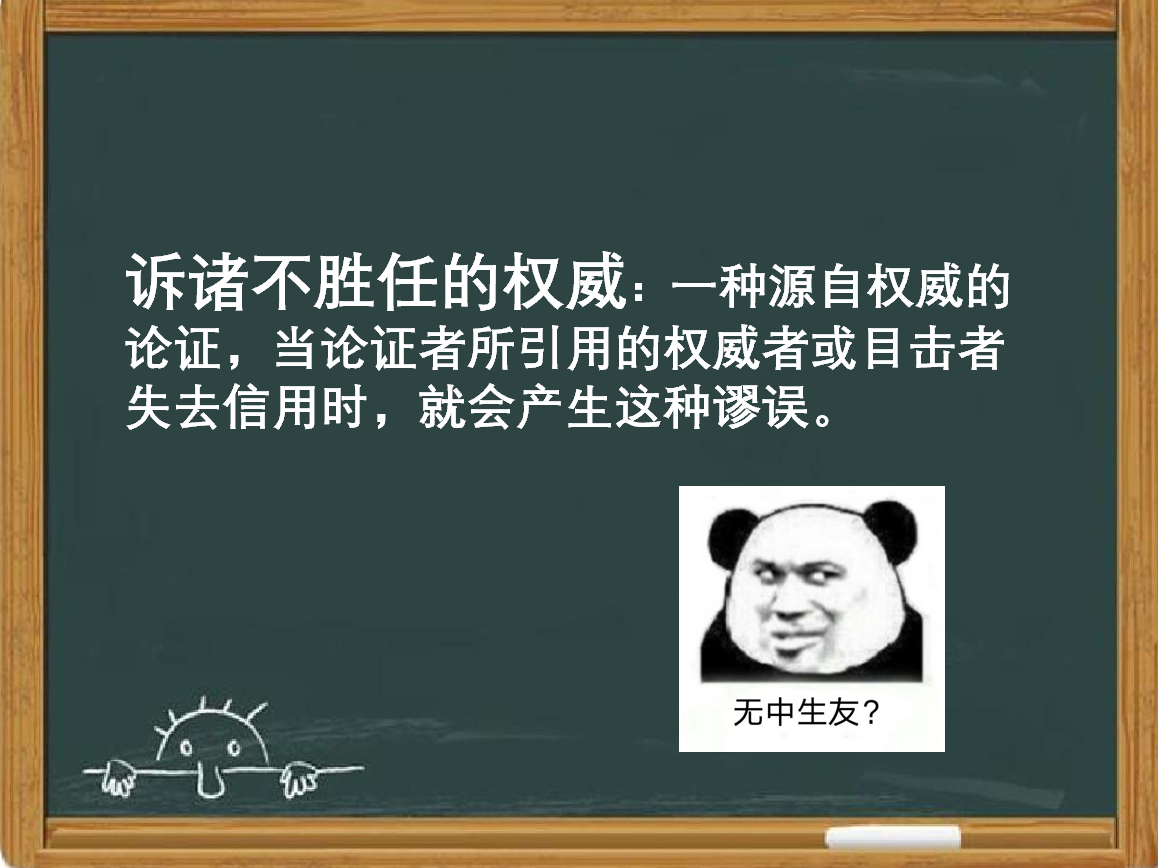 诉诸不胜任的权威：一种源自权威的
论证，当论证者所引用的权威者或目击者
失去信用时，就会产生这种谬误。
无中生友？